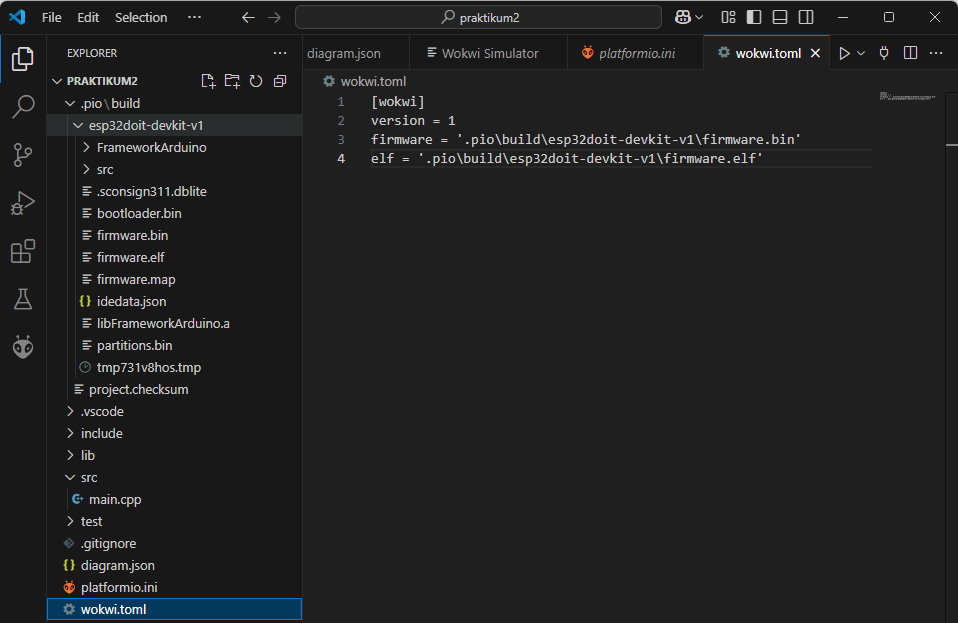 File Edit Selection ··· praktikum2
EXPLORER ···
PRAKTIKUM2
.pio\build
esp32doit-devkit-v1
FrameworkArduino
src
.sconsign311.dblite
bootloader.bin
firmware.bin
firmware.elf
firmware.map
{} idedata.json
libFrameworkArduino.a
partitions.bin
tmp731v8hos.tmp
project.checksum
.vscode
include
lib
src
main.cpp
test
.gitignore
{} diagram.json
platformio.ini
wokwi.toml
diagram.json Wokwi Simulator platformio.ini wokwi.toml
wokwi.toml
1 [wokwi]
2 version = 1
3 firmware = '.pio\build\esp32doit-devkit-v1\firmware.bin'
4 elf = '.pio\build\esp32doit-devkit-v1\firmware.elf'